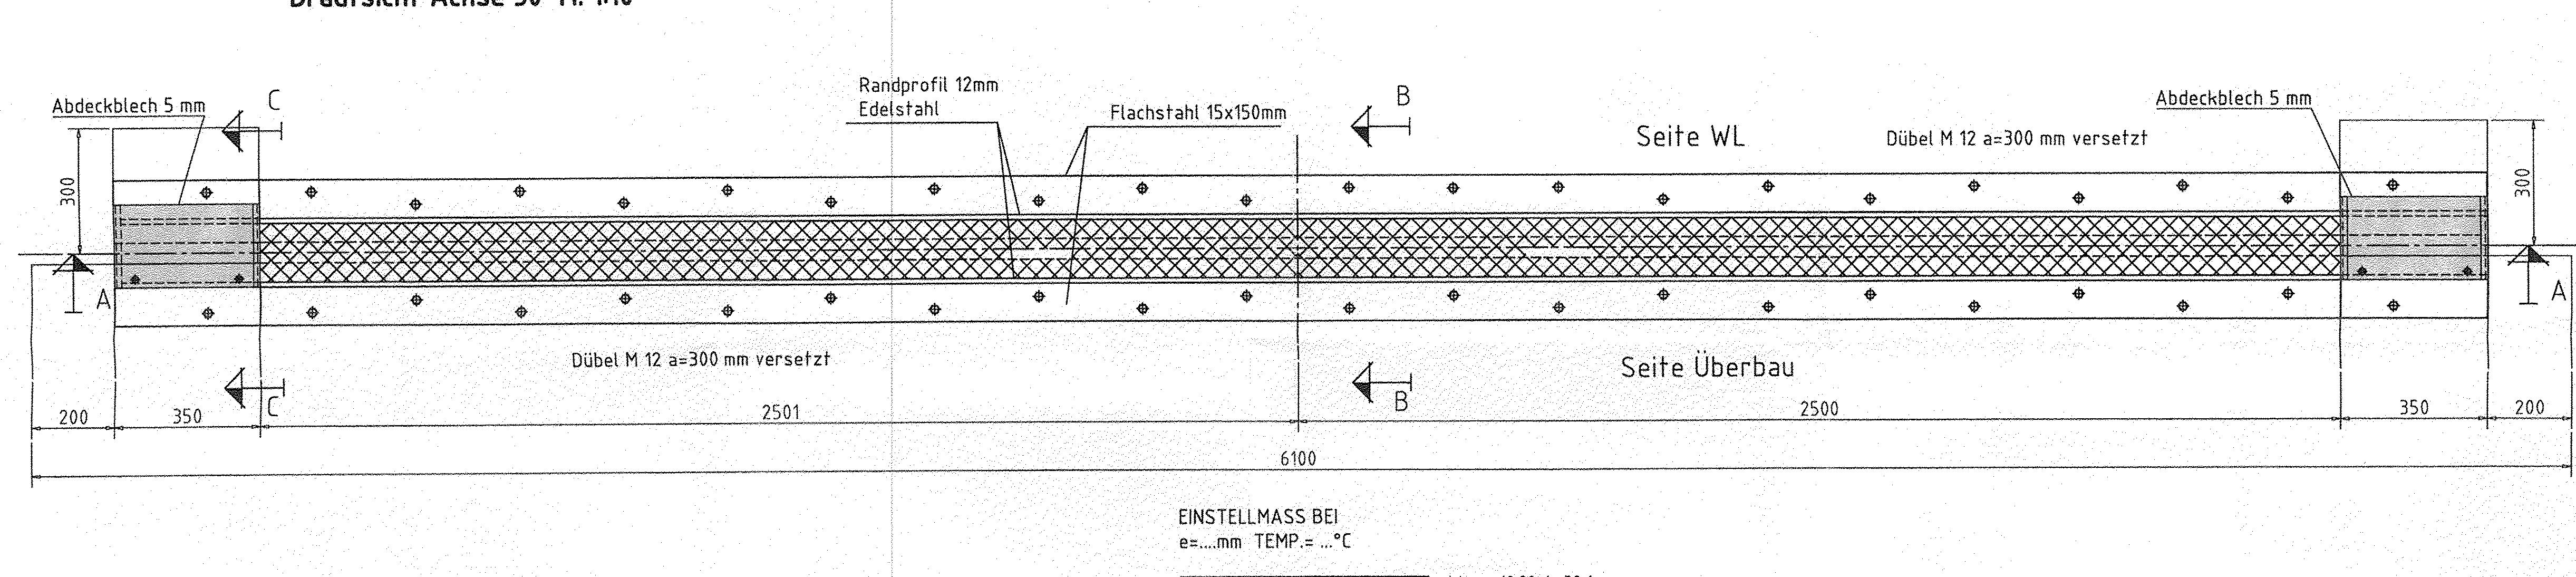 Draufsicht Achse 30 M. 1:10
Abdeckblech 5 mm
C
Randprofil 12mm
Edelstahl
Flachstahl 15x150mm
B
Seite WL
Dübel M 12 a=300 mm versetzt
Abdeckblech 5 mm
300
300
A
A
Dübel M 12 a=300 mm versetzt
Seite Überbau
C
B
200
350
2501
2500
350
200
6100
EINSTELLMASS BEI
e=....mm TEMP.= ...°C